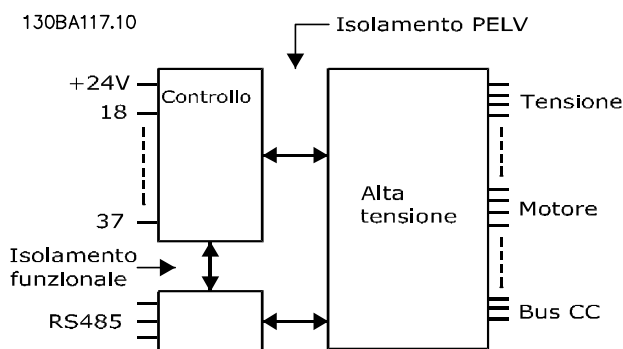 130BA117.10
Isolamento PELV
+24V
Controllo
18
Tensione
Alta
tensione
Motore
37
Isolamento
funzionale
RS485
Bus CC